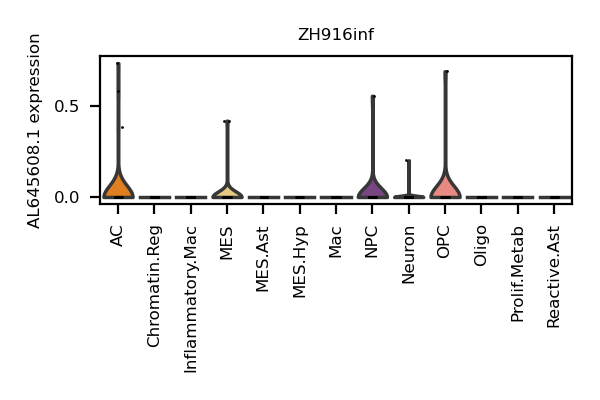 ZH916inf
AL645608.1 expression
0.5
0.0
AC
Chromatin.Reg
Inflammatory.Mac
MES
MES.Ast
MES.Hyp
Mac
NPC
Neuron
OPC
Oligo
Prolif.Metab
Reactive.Ast